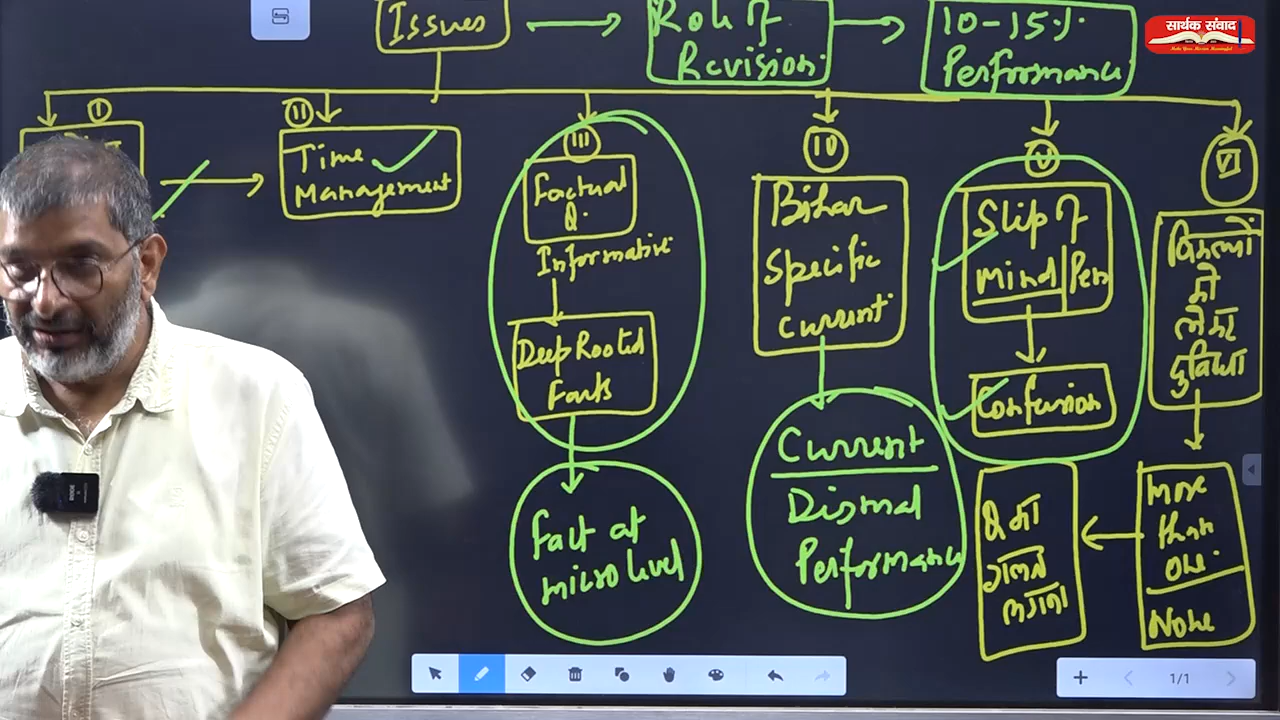 Issues
Role of
Revision
10-15%
Performance
सार्थक संवाद
I
II
Time
Management
III
Factual
Q.
Informative
Deep Rooted
Facts
Fact at
micro level
IV
Bihar
Specific
Current
Current
Dismal
Performance
V
Slip of
Mind/Pen
Confusion
VI
विकल्पों
को
लेकर
दुविधा
More
than
one
None
Q का
गलत
लगना
1/1